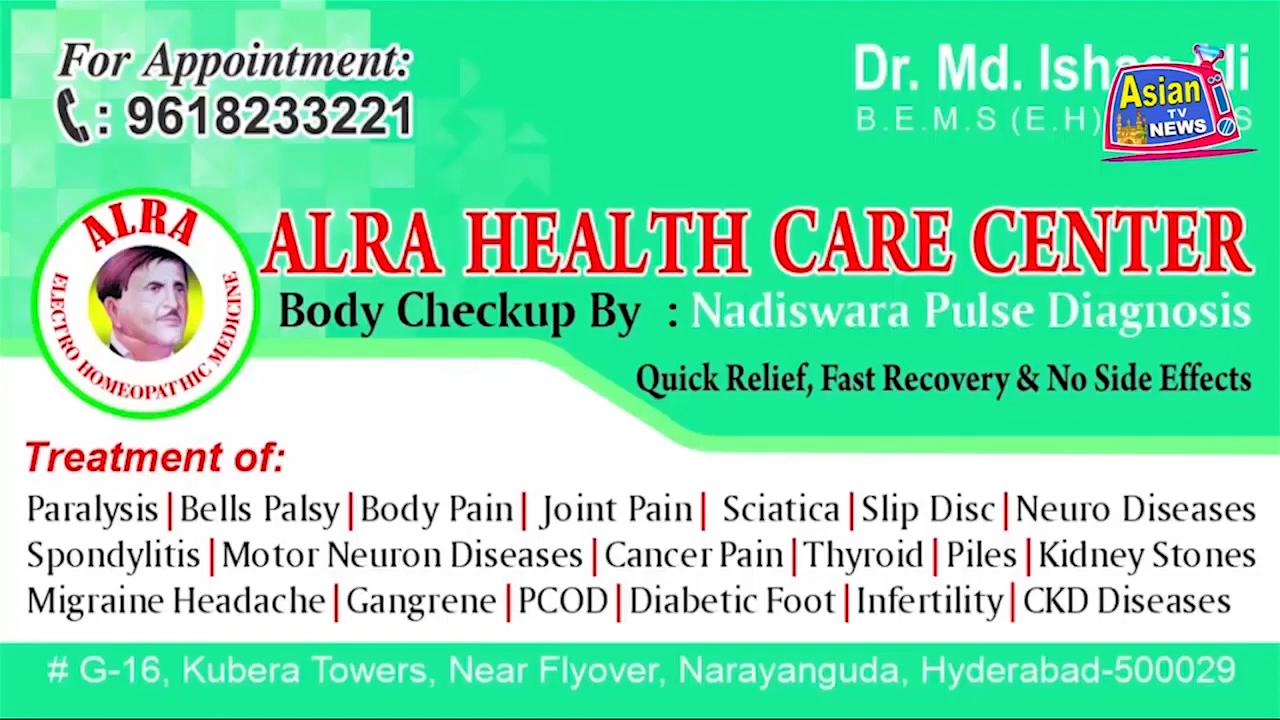 For Appointment:
: 9618233221
Dr. Md.
B.E.M.S (E.H)
Asian
TV
NEWS
ALRA
ELECTRO HOMEOPATHIC MEDICINE
ALRA HEALTH CARE CENTER
Body Checkup By : Nadiswara Pulse Diagnosis
Quick Relief, Fast Recovery & No Side Effects
Treatment of:
Paralysis|Bells Palsy|Body Pain| Joint Pain| Sciatica|Slip Disc|Neuro Diseases
Spondylitis|Motor Neuron Diseases|Cancer Pain|Thyroid|Piles|Kidney Stones
Migraine Headache|Gangrene|PCOD|Diabetic Foot|Infertility|CKD Diseases
# G-16, Kubera Towers, Near Flyover, Narayanguda, Hyderabad-500029